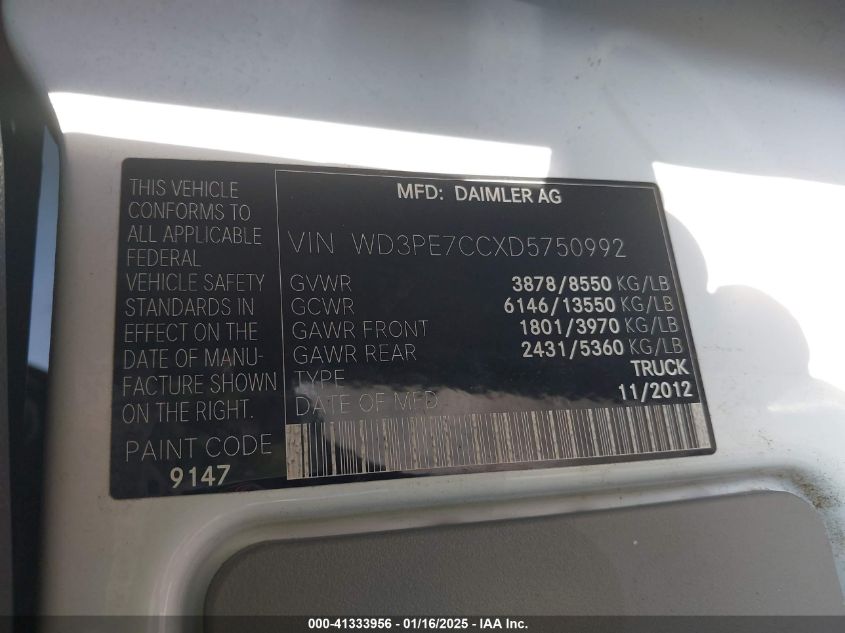 THIS VEHICLE
CONFORMS TO
ALL APPLICABLE
FEDERAL
VEHICLE SAFETY
STANDARDS IN
EFFECT ON THE
DATE OF MANU-
FACTURE SHOWN
ON THE RIGHT.
PAINT CODE
9147
MFD: DAIMLER AG
VIN WD3PE7CCXD5750992
GVWR 3878/8550 KG/LB
GCWR 6146/13550 KG/LB
GAWR FRONT 1801/3970 KG/LB
GAWR REAR 2431/5360 KG/LB
TYPE TRUCK
DATE OF MFD 11/2012
000-41333956 - 01/16/2025 - IAA Inc.